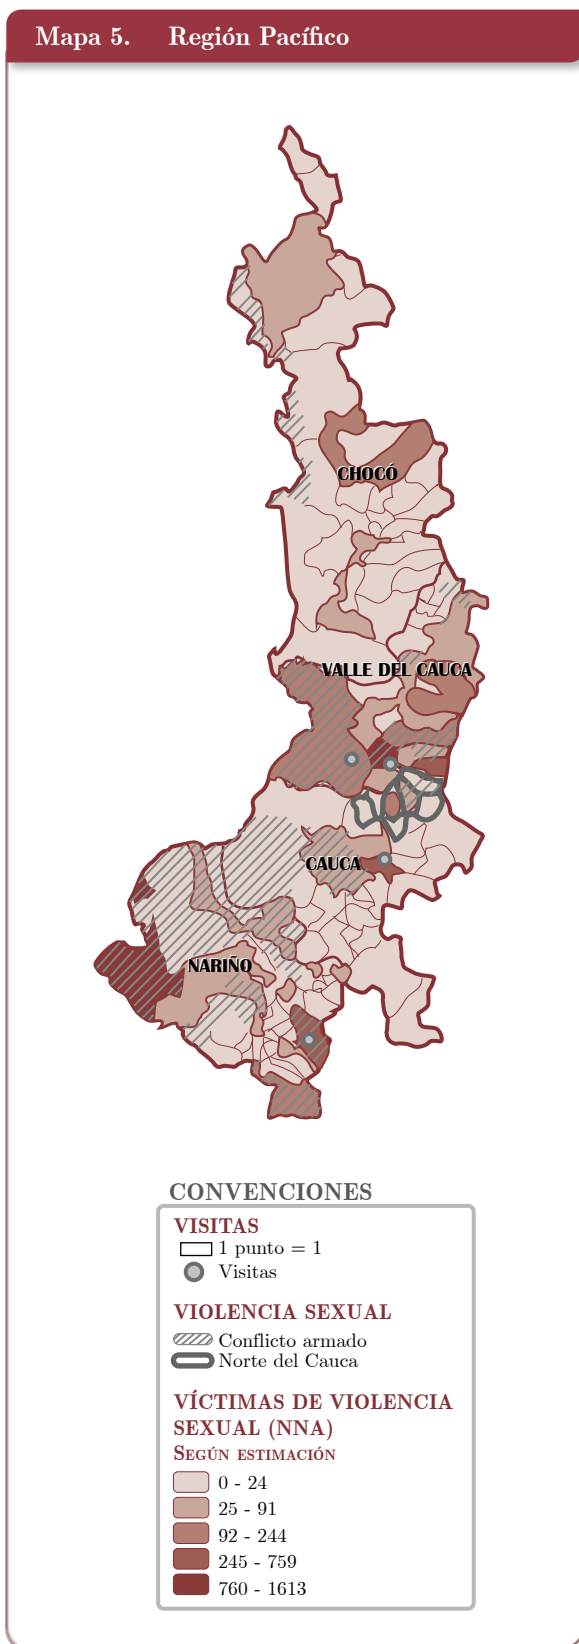 Mapa 5. Región Pacífico
CHOCÓ
VALLE DEL CAUCA
CAUCA
NARIÑO
CONVENCIONES
VISITAS
1 punto = 1
Visitas
VIOLENCIA SEXUAL
Conflicto armado
Norte del Cauca
VÍCTIMAS DE VIOLENCIA
SEXUAL (NNA)
Según estimación
0 - 24
25 - 91
92 - 244
245 - 759
760 - 1613